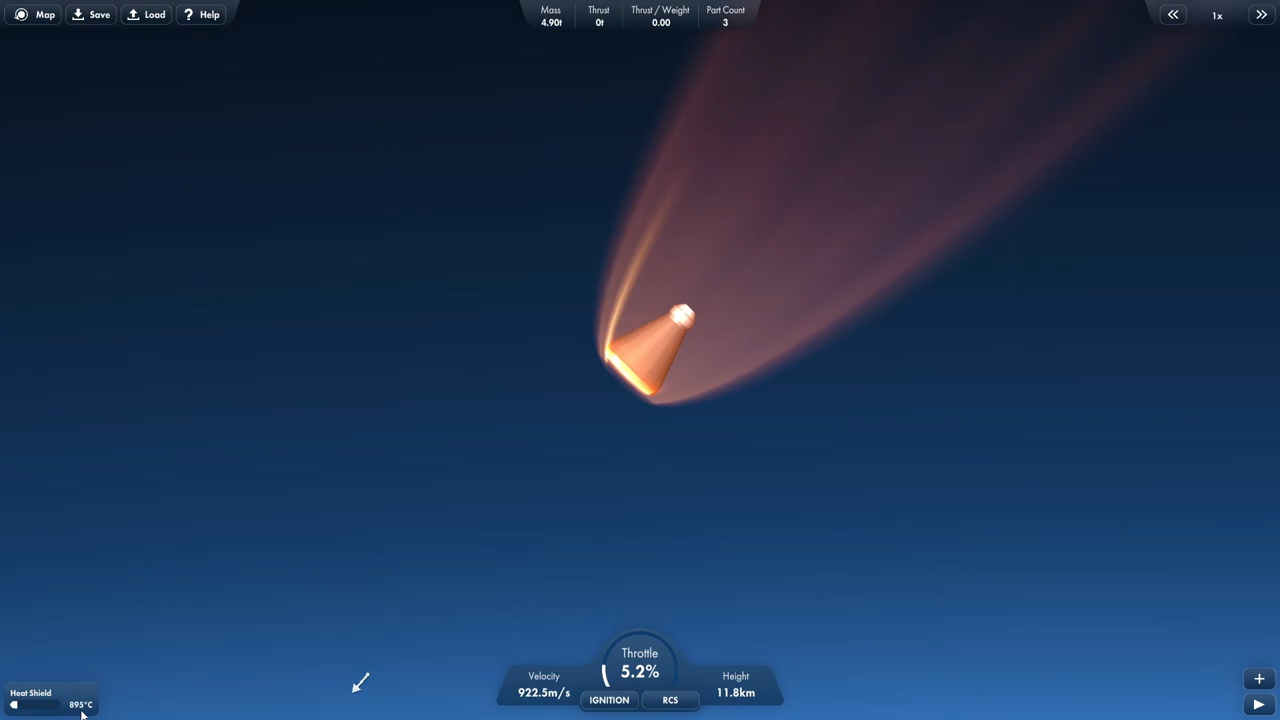 Map
Save
Load
? Help
Mass
4.90t
Thrust
0t
Thrust / Weight
0.00
Part Count
3
1x
Throttle
5.2%
Velocity
922.5m/s
Height
11.8km
IGNITION
RCS
Heat Shield
895°C